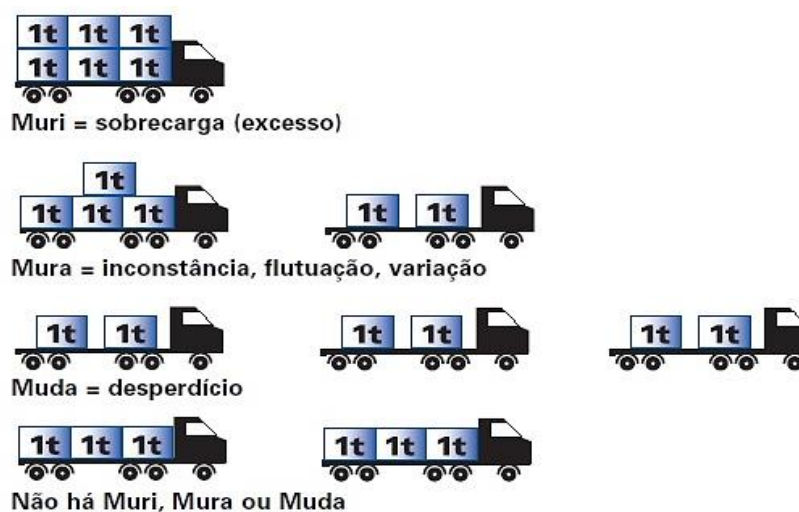 1t 1t 1t
1t 1t 1t
Muri = sobrecarga (excesso)
1t
1t 1t 1t 1t 1t
Mura = inconstância, flutuação, variação
1t 1t 1t 1t 1t 1t
Muda = desperdício
1t 1t 1t 1t 1t 1t
Não há Muri, Mura ou Muda